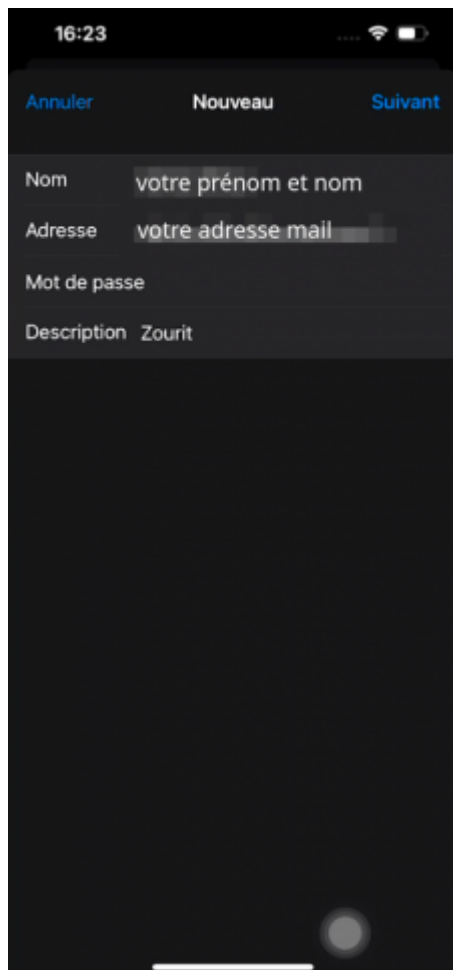 16:23
Annuler Nouveau Suivant
Nom votre prénom et nom
Adresse votre adresse mail
Mot de passe
Description Zourit